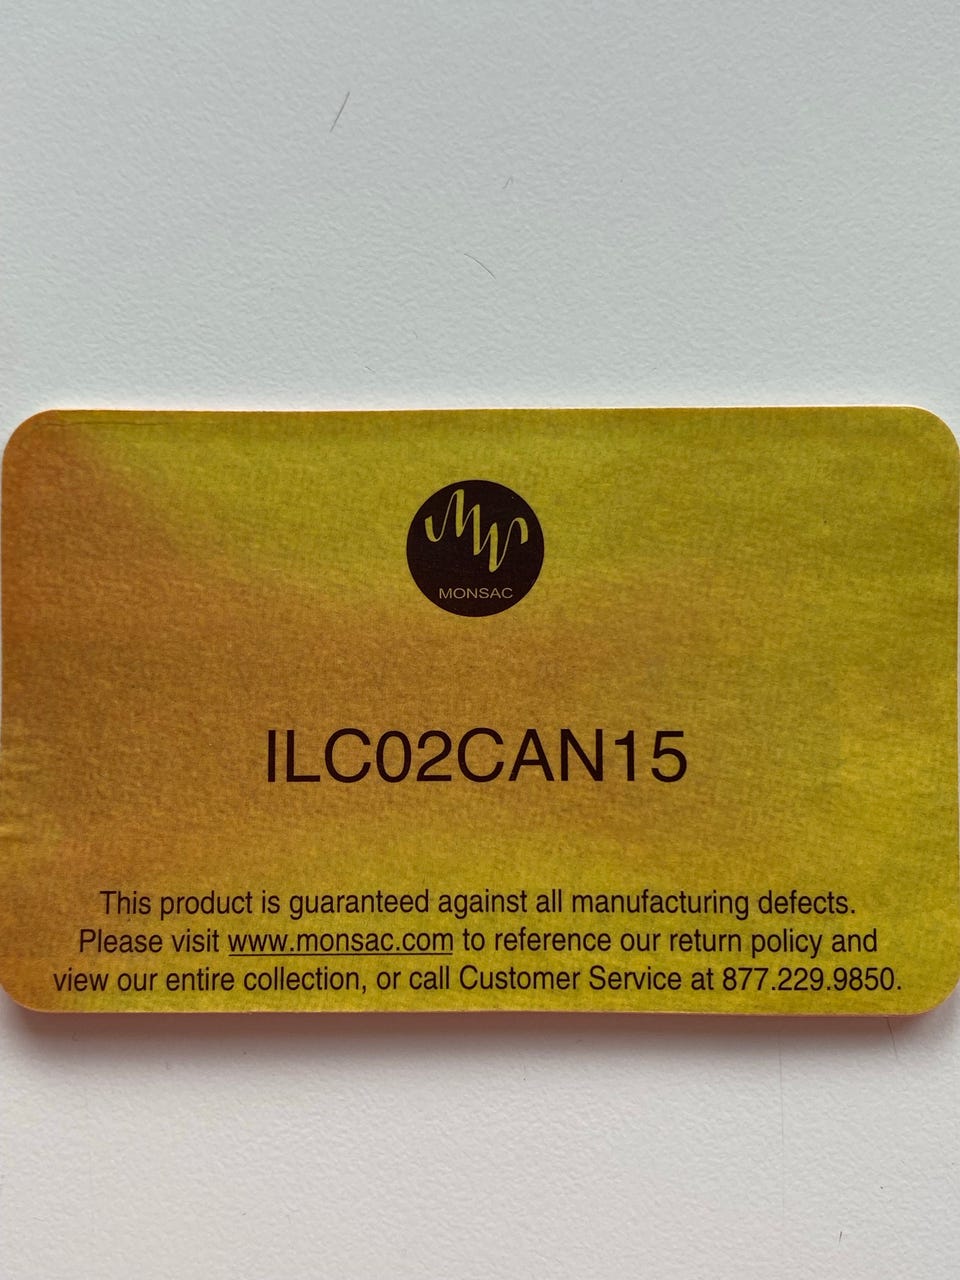 MONSAC
ILC02CAN15
This product is guaranteed against all manufacturing defects.
Please visit www.monsac.com to reference our return policy and
view our entire collection, or call Customer Service at 877.229.9850.